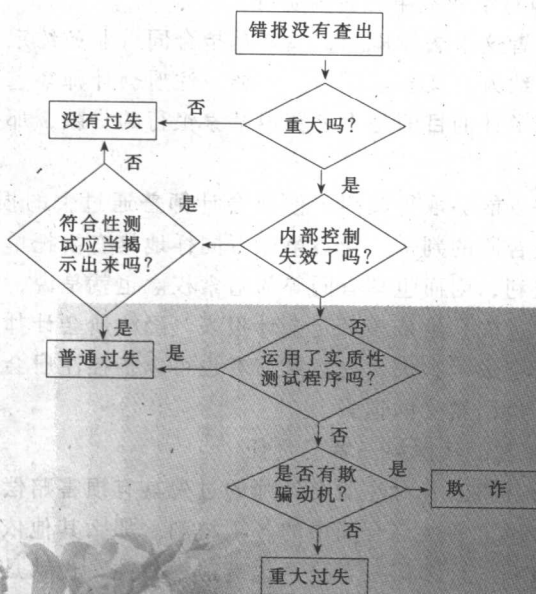 错报没有查出
否
没有过失
重大吗?
否
是
是
符合性测
试应当揭
示出来吗?
内部控制
失效了吗?
是
否
普通过失
是
运用了实质性
测试程序吗?
否
是否有欺
骗动机?
是
欺 诈
否
重大过失